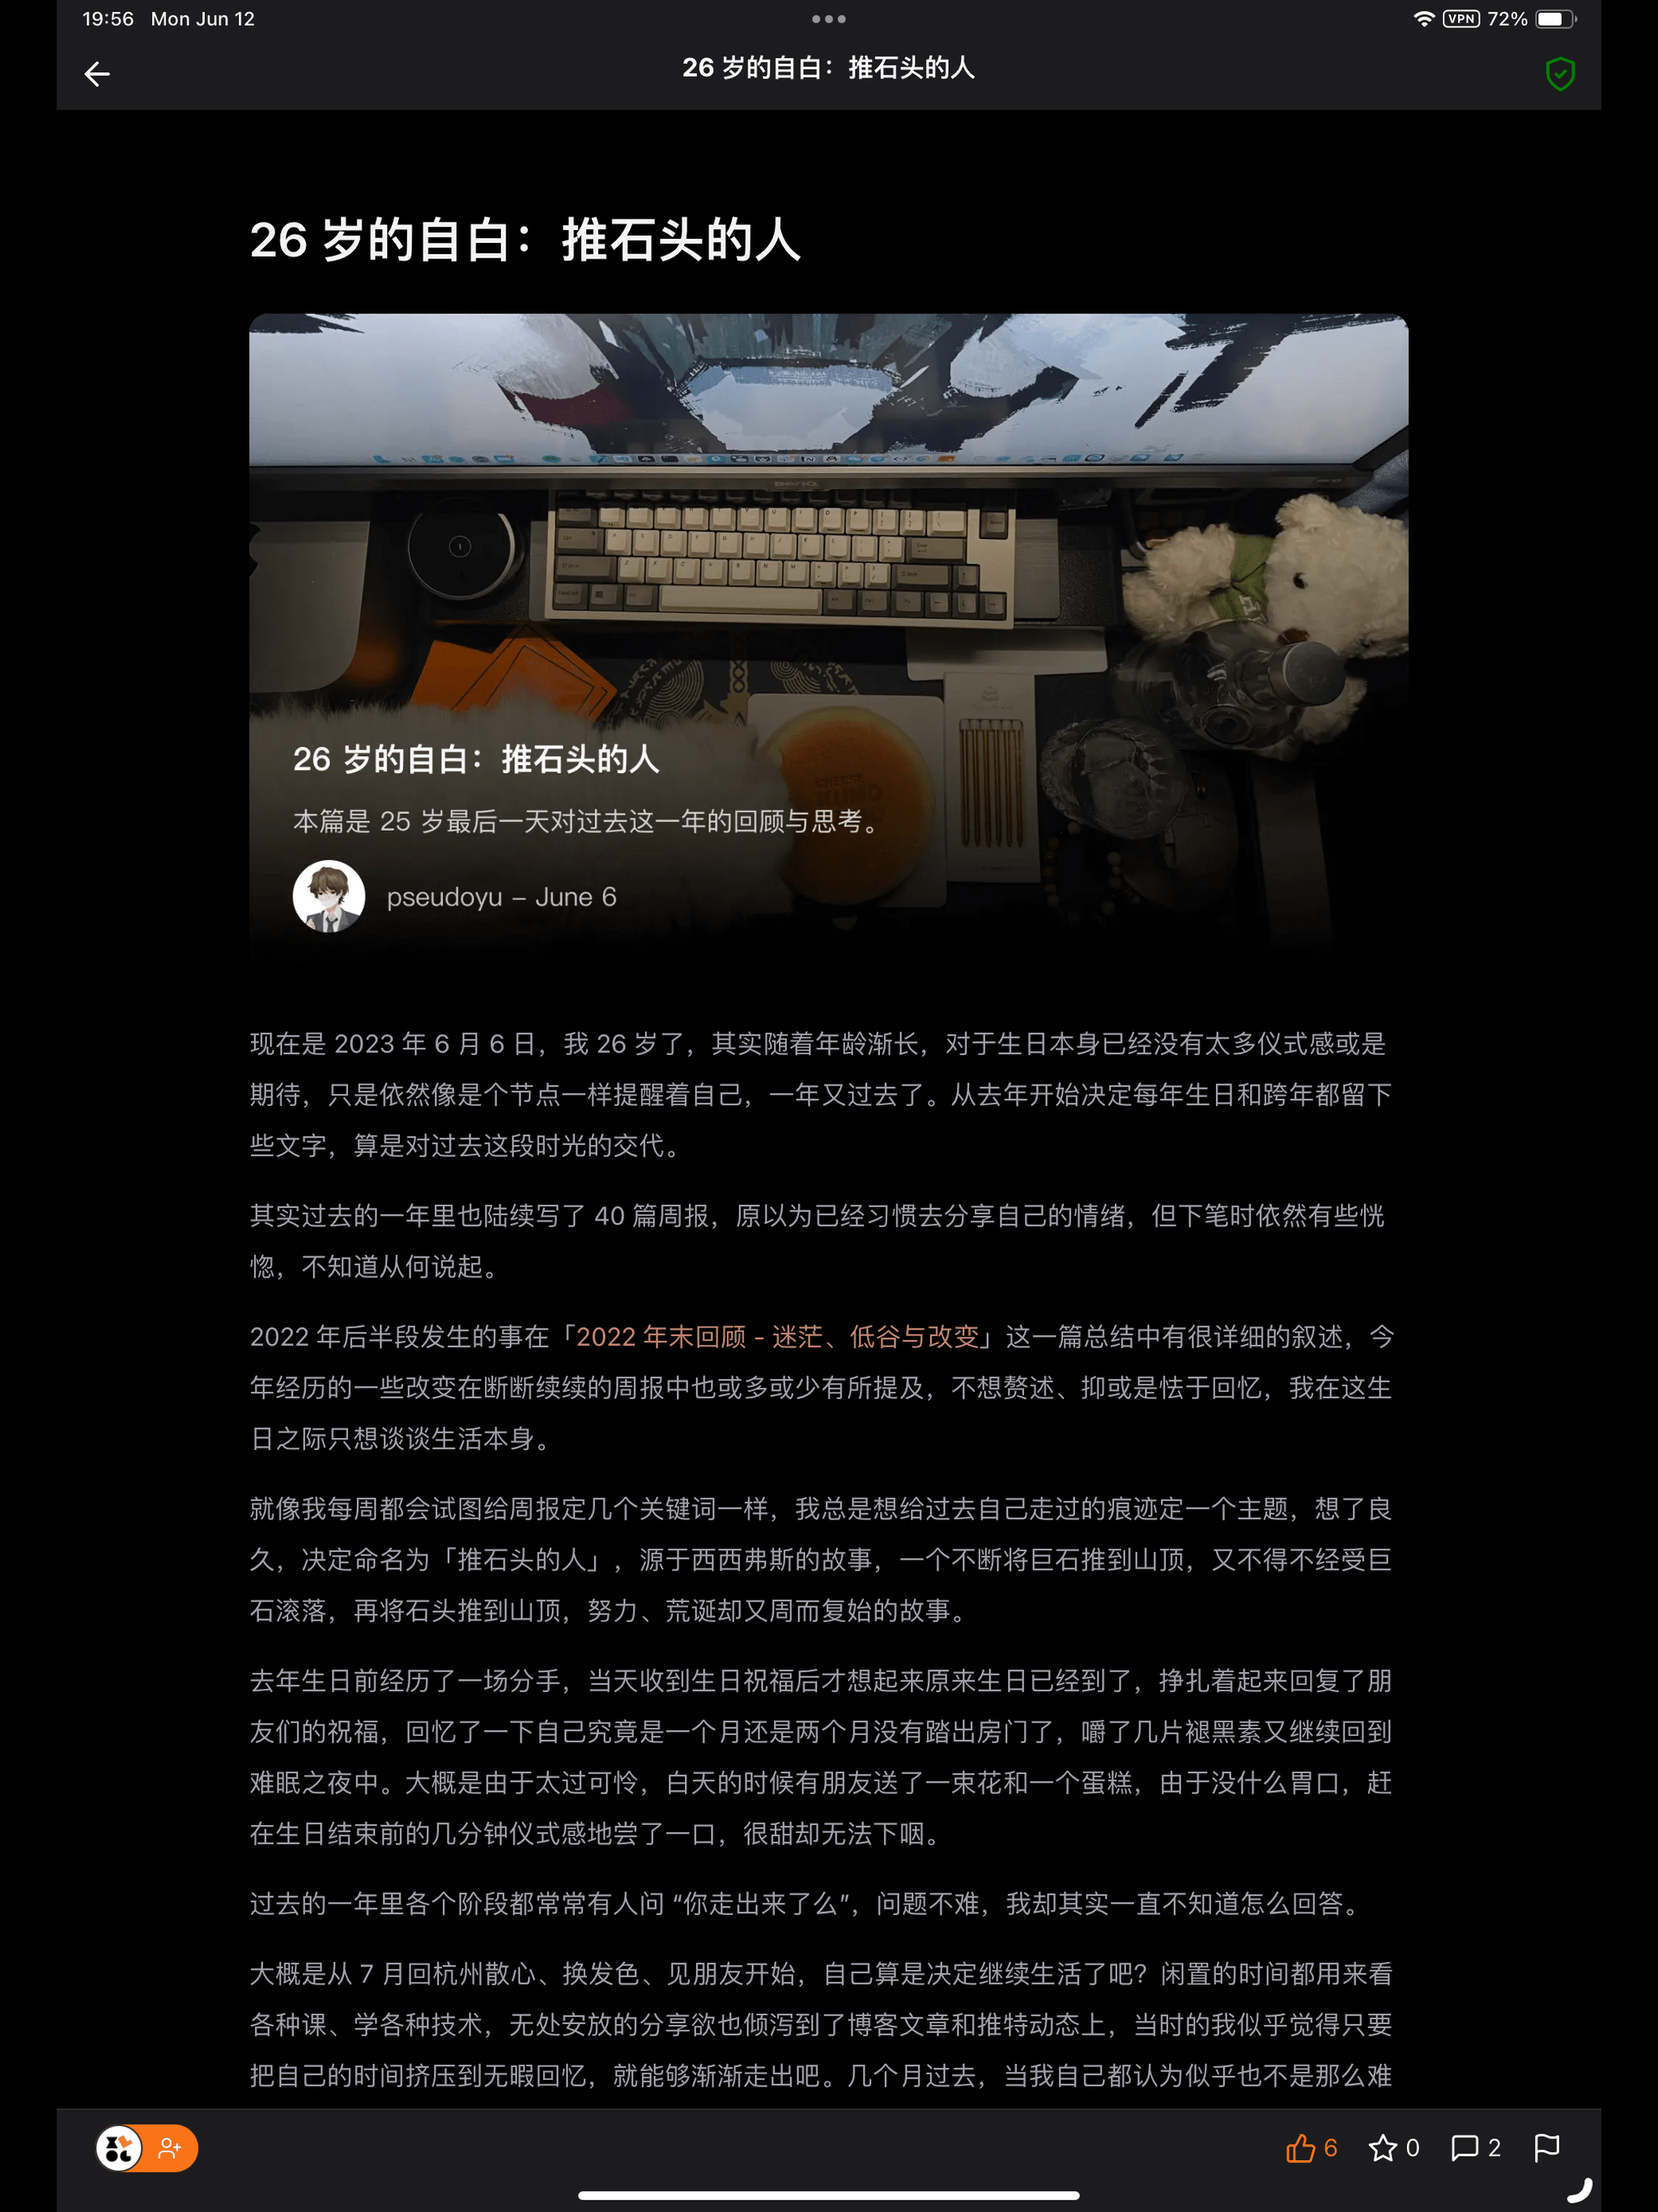 19:56 Mon Jun 12
VPN 72%
26 岁的自白：推石头的人
26 岁的自白：推石头的人
BenQ
CHEESE
KUMO
26 岁的自白：推石头的人
本篇是 25 岁最后一天对过去这一年的回顾与思考。
pseudoyu – June 6
现在是 2023 年 6 月 6 日，我 26 岁了，其实随着年龄渐长，对于生日本身已经没有太多仪式感或是
期待，只是依然像是个节点一样提醒着自己，一年又过去了。从去年开始决定每年生日和跨年都留下
些文字，算是对过去这段时光的交代。
其实过去的一年里也陆续写了 40 篇周报，原以为已经习惯去分享自己的情绪，但下笔时依然有些恍
惚，不知道从何说起。
2022 年后半段发生的事在「2022 年末回顾 - 迷茫、低谷与改变」这一篇总结中有很详细的叙述，今
年经历的一些改变在断断续续的周报中也或多或少有所提及，不想赘述、抑或是怯于回忆，我在这生
日之际只想谈谈生活本身。
就像我每周都会试图给周报定几个关键词一样，我总是想给过去自己走过的痕迹定一个主题，想了良
久，决定命名为「推石头的人」，源于西西弗斯的故事，一个不断将巨石推到山顶，又不得不经受巨
石滚落，再将石头推到山顶，努力、荒诞却又周而复始的故事。
去年生日前经历了一场分手，当天收到生日祝福后才想起来原来生日已经到了，挣扎着起来回复了朋
友们的祝福，回忆了一下自己究竟是一个月还是两个月没有踏出房门了，嚼了几片褪黑素又继续回到
难眠之夜中。大概是由于太过可怜，白天的时候有朋友送了一束花和一个蛋糕，由于没什么胃口，赶
在生日结束前的几分钟仪式感地尝了一口，很甜却无法下咽。
过去的一年里各个阶段都常常有人问 “你走出来了么”，问题不难，我却其实一直不知道怎么回答。
大概是从 7 月回杭州散心、换发色、见朋友开始，自己算是决定继续生活了吧？闲置的时间都用来看
各种课、学各种技术，无处安放的分享欲也倾泻到了博客文章和推特动态上，当时的我似乎觉得只要
把自己的时间挤压到无暇回忆，就能够渐渐走出吧。几个月过去，当我自己都认为似乎也不是那么难
6 0 2